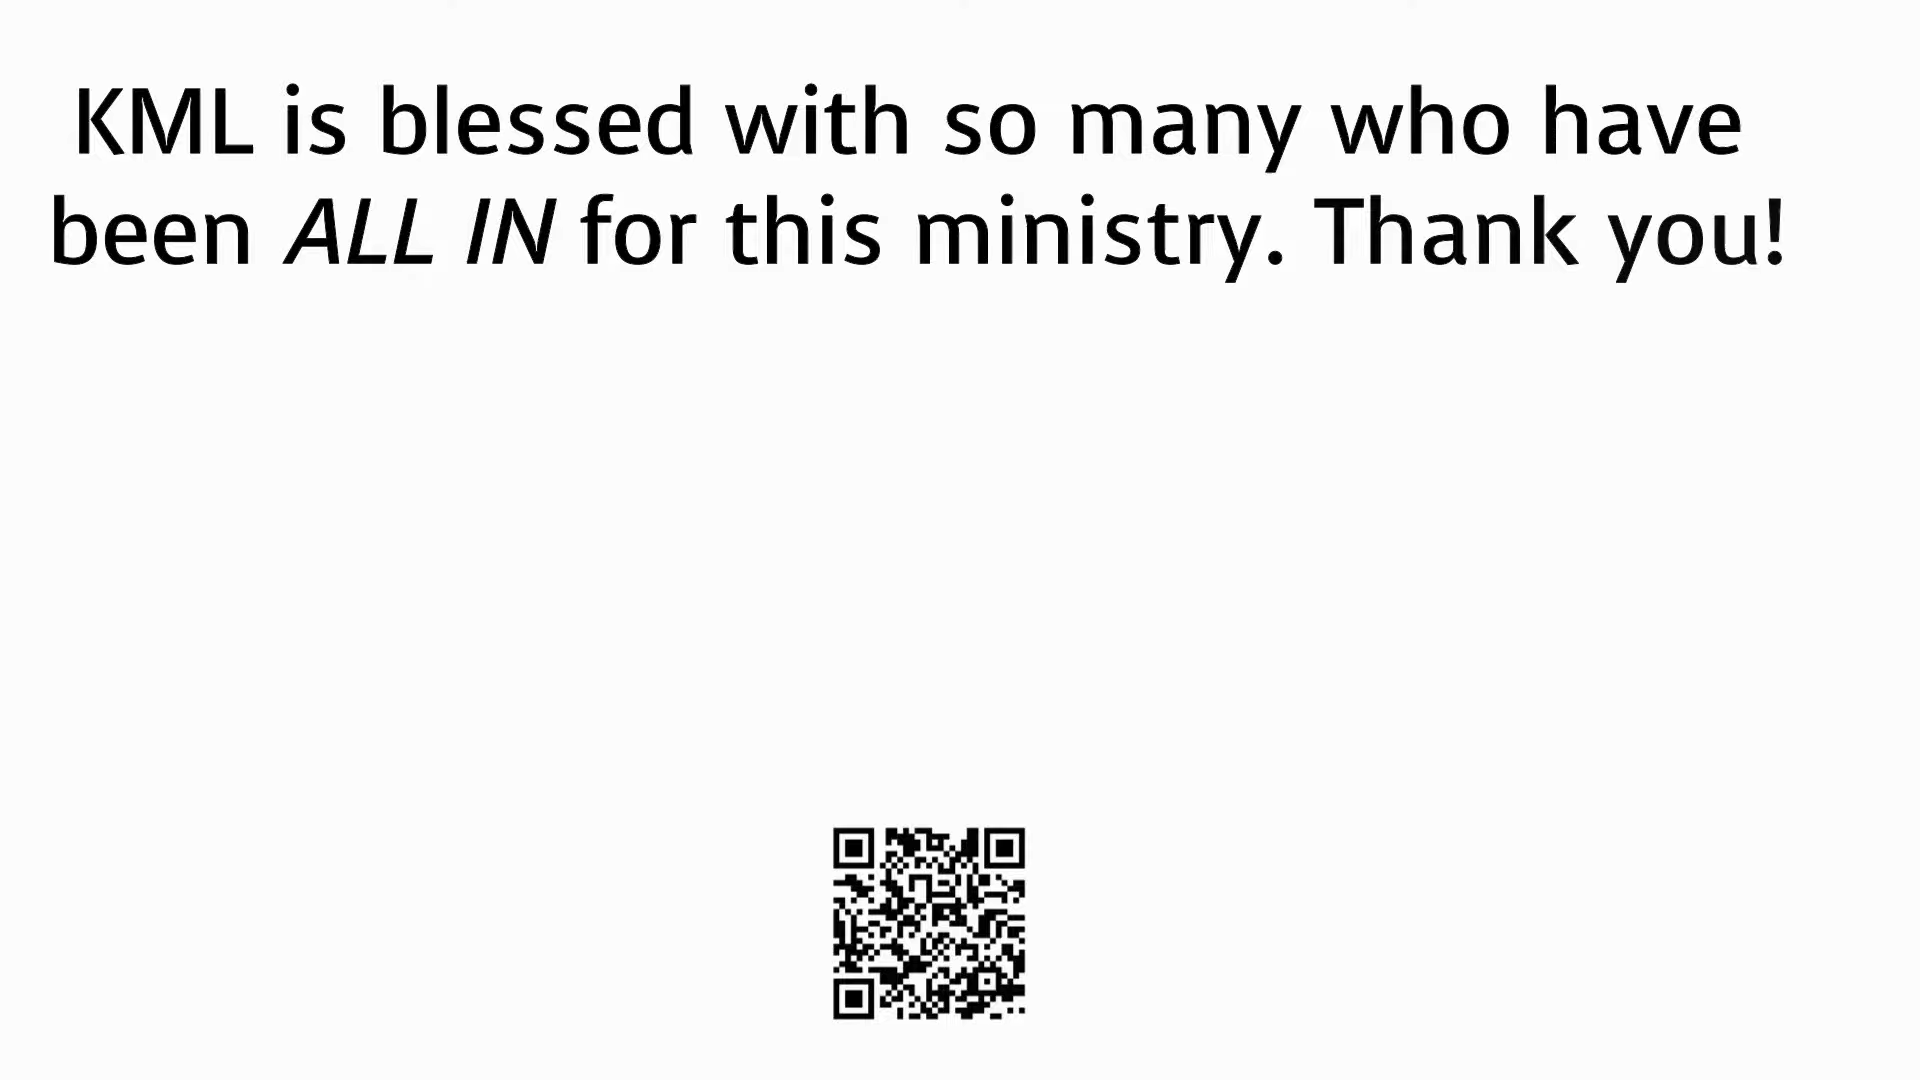 KML is blessed with so many who have
been ALL IN for this ministry. Thank you!